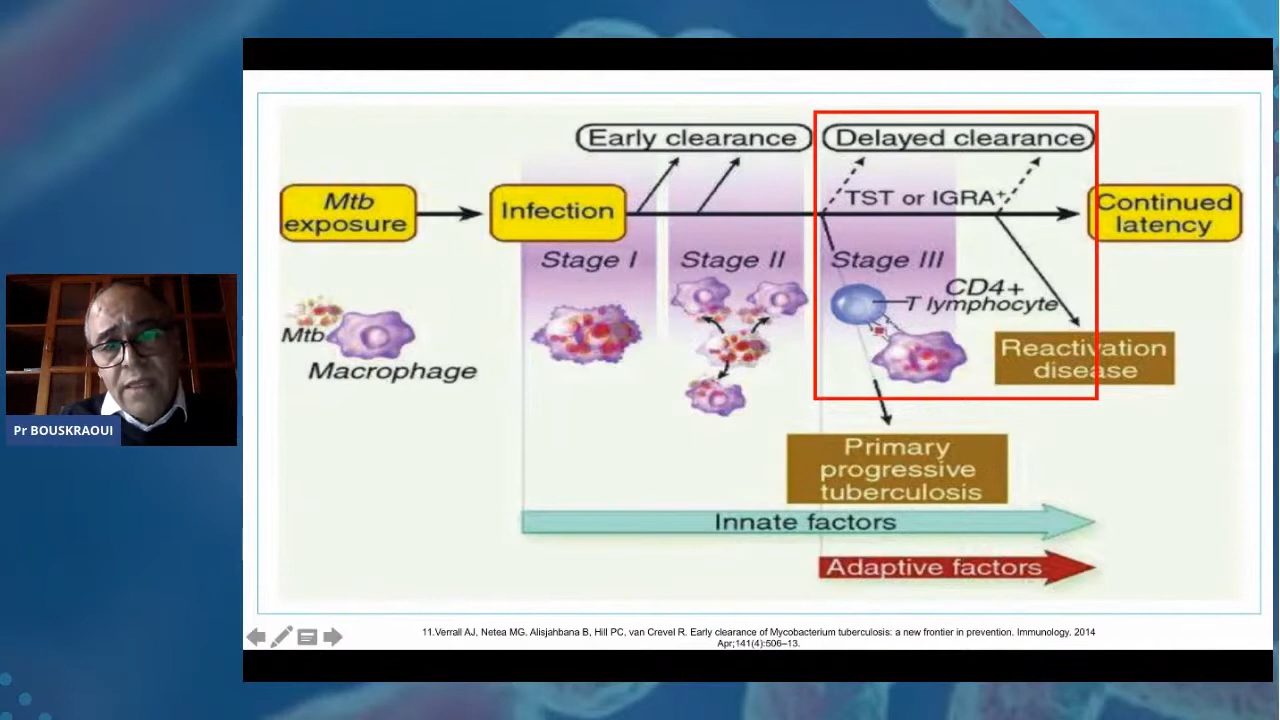 Early clearance
Delayed clearance
Mtb
exposure
Infection
TST or IGRA+
Continued
latency
Stage I
Stage II
Stage III
CD4+
T lymphocyte
Mtb
Macrophage
Reactivation
disease
Pr BOUSKRAOUI
Primary
progressive
tuberculosis
Innate factors
Adaptive factors
11.Verrall AJ, Netea MG, Alisjahbana B, Hill PC, van Crevel R. Early clearance of Mycobacterium tuberculosis: a new frontier in prevention. Immunology. 2014
Apr;141(4):506–13.